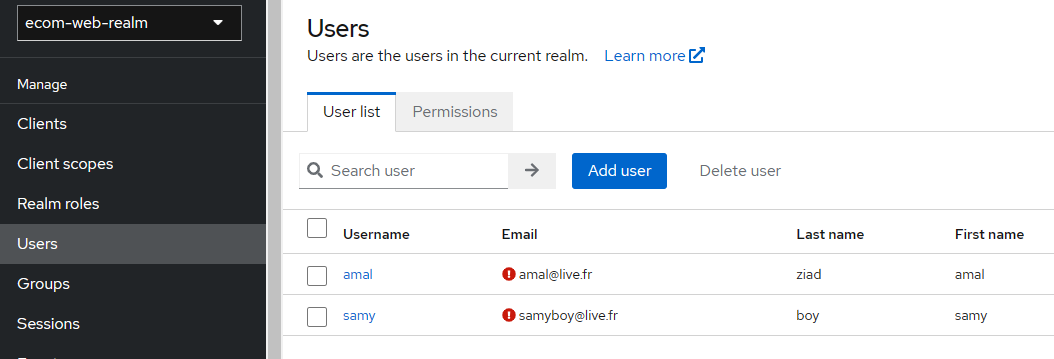 ecom-web-realm
Manage
Clients
Client scopes
Realm roles
Users
Groups
Sessions
Users
Users are the users in the current realm. Learn more
User list Permissions
Search user Add user Delete user
Username Email Last name First name
amal amal@live.fr ziad amal
samy samyboy@live.fr boy samy